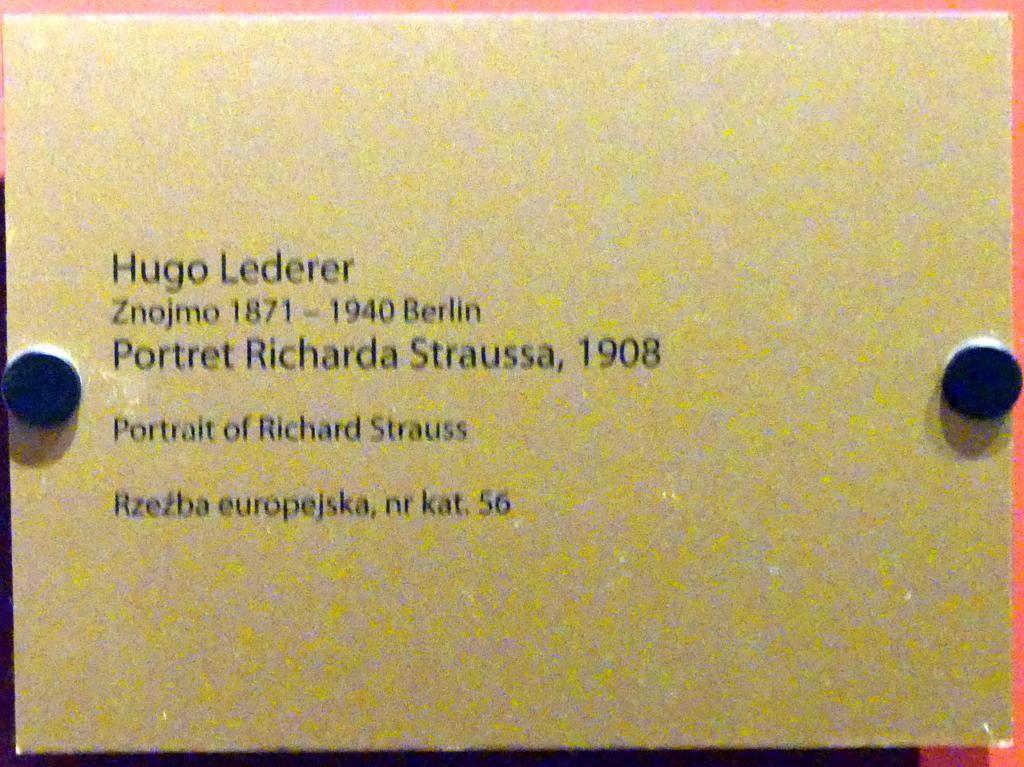 Hugo Lederer
Znojmo 1871 – 1940 Berlin
Portret Richarda Straussa, 1908
Portrait of Richard Strauss
Rzeźba europejska, nr kat. 56